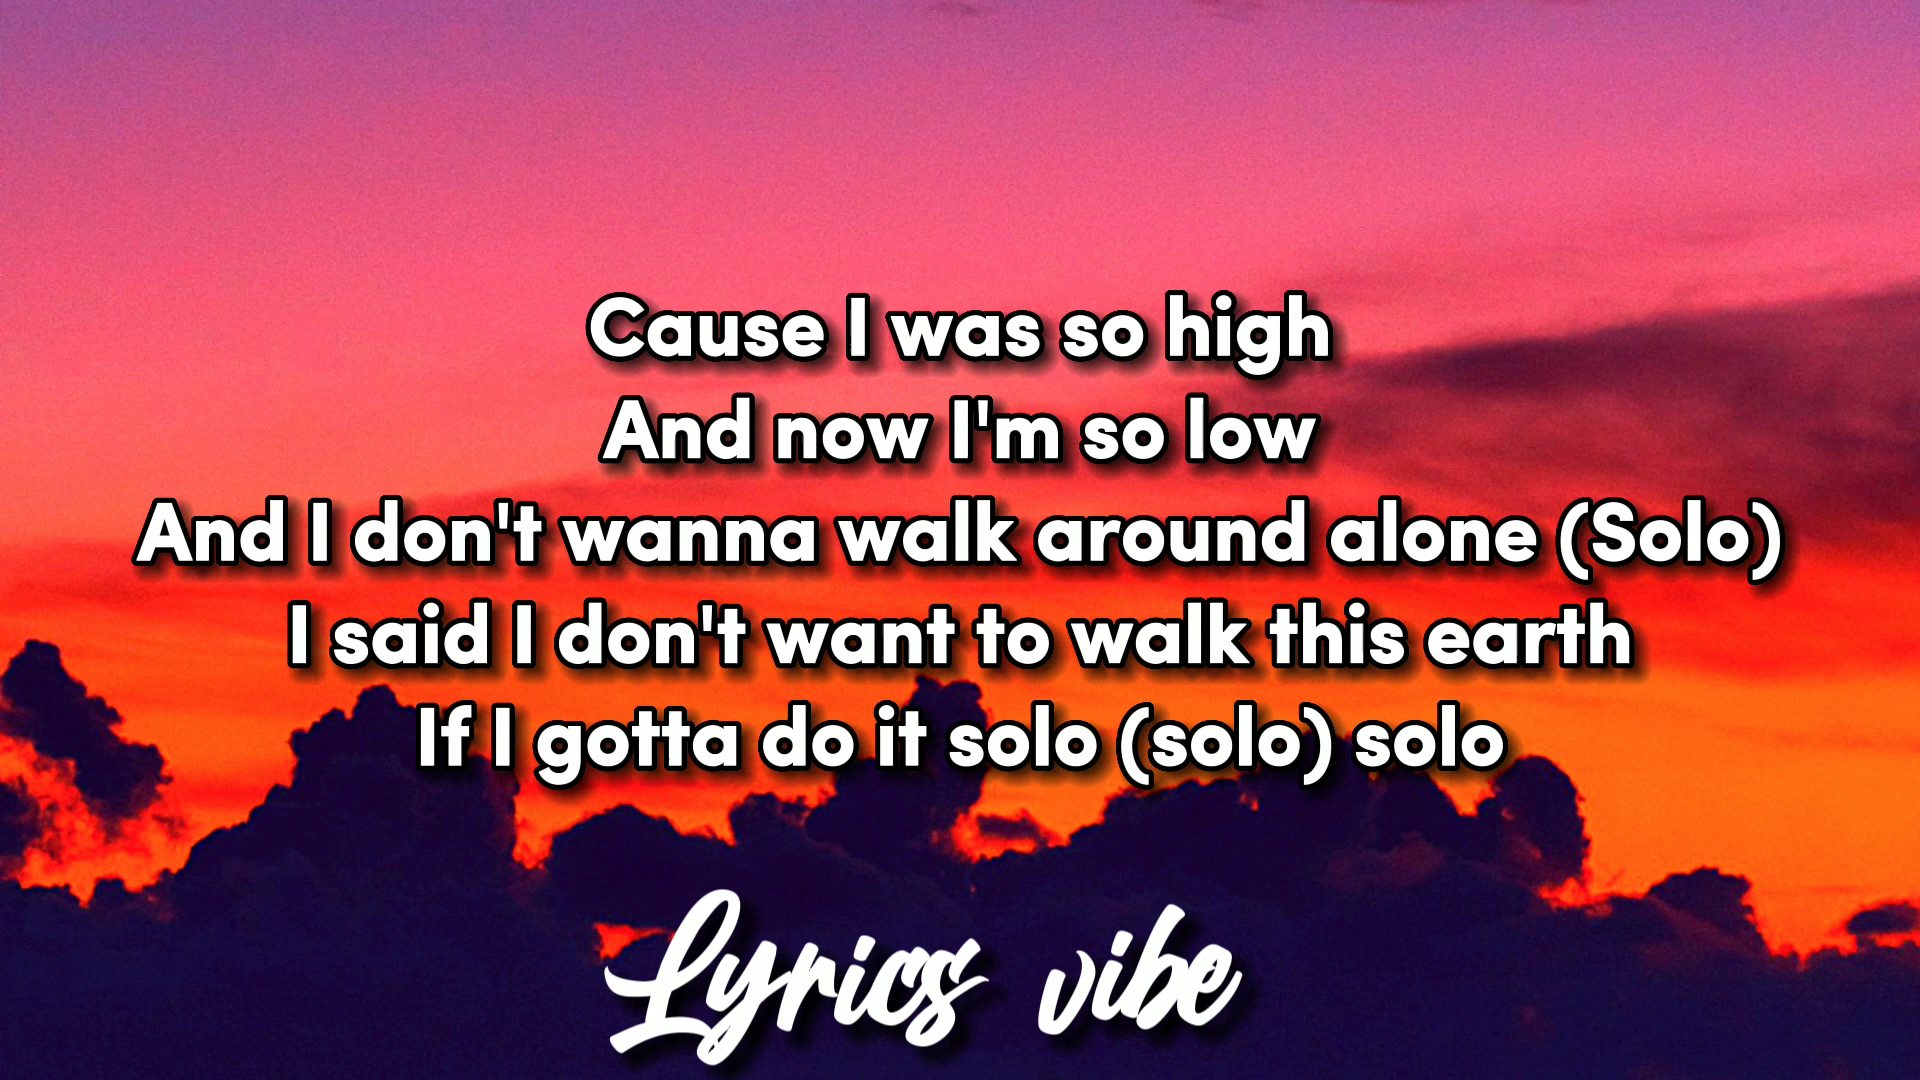 Cause I was so high
And now I'm so low
And I don't wanna walk around alone (Solo)
I said I don't want to walk this earth
If I gotta do it solo (solo) solo
Lyrics vibe